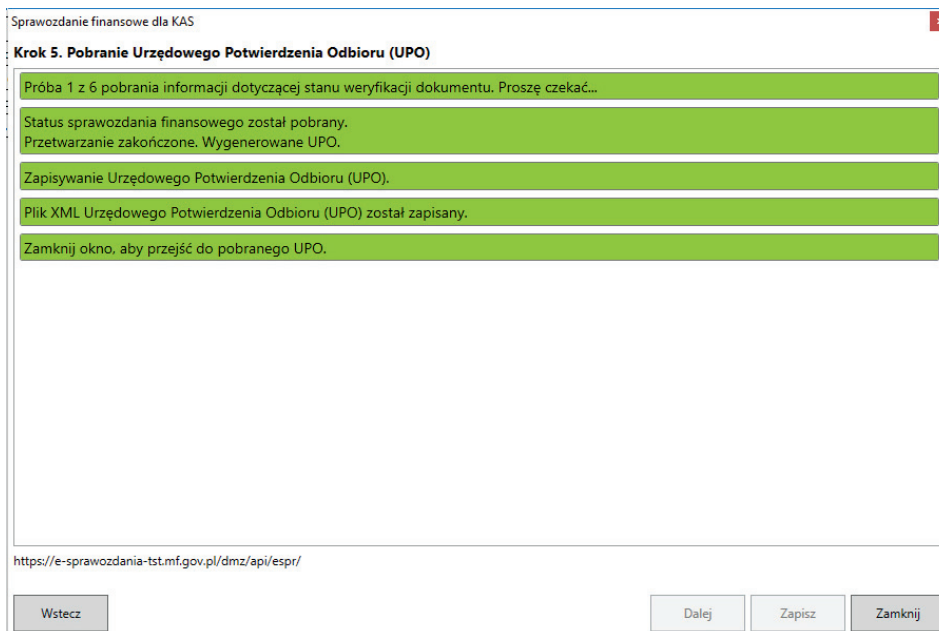 Sprawozdanie finansowe dla KAS
Krok 5. Pobranie Urzędowego Potwierdzenia Odbioru (UPO)
Próba 1 z 6 pobrania informacji dotyczącej stanu weryfikacji dokumentu. Proszę czekać...
Status sprawozdania finansowego został pobrany.
Przetwarzanie zakończone. Wygenerowane UPO.
Zapisywanie Urzędowego Potwierdzenia Odbioru (UPO).
Plik XML Urzędowego Potwierdzenia Odbioru (UPO) został zapisany.
Zamknij okno, aby przejść do pobranego UPO.
https://e-sprawozdania-tst.mf.gov.pl/dmz/api/espr/
Wstecz
Dalej
Zapisz
Zamknij